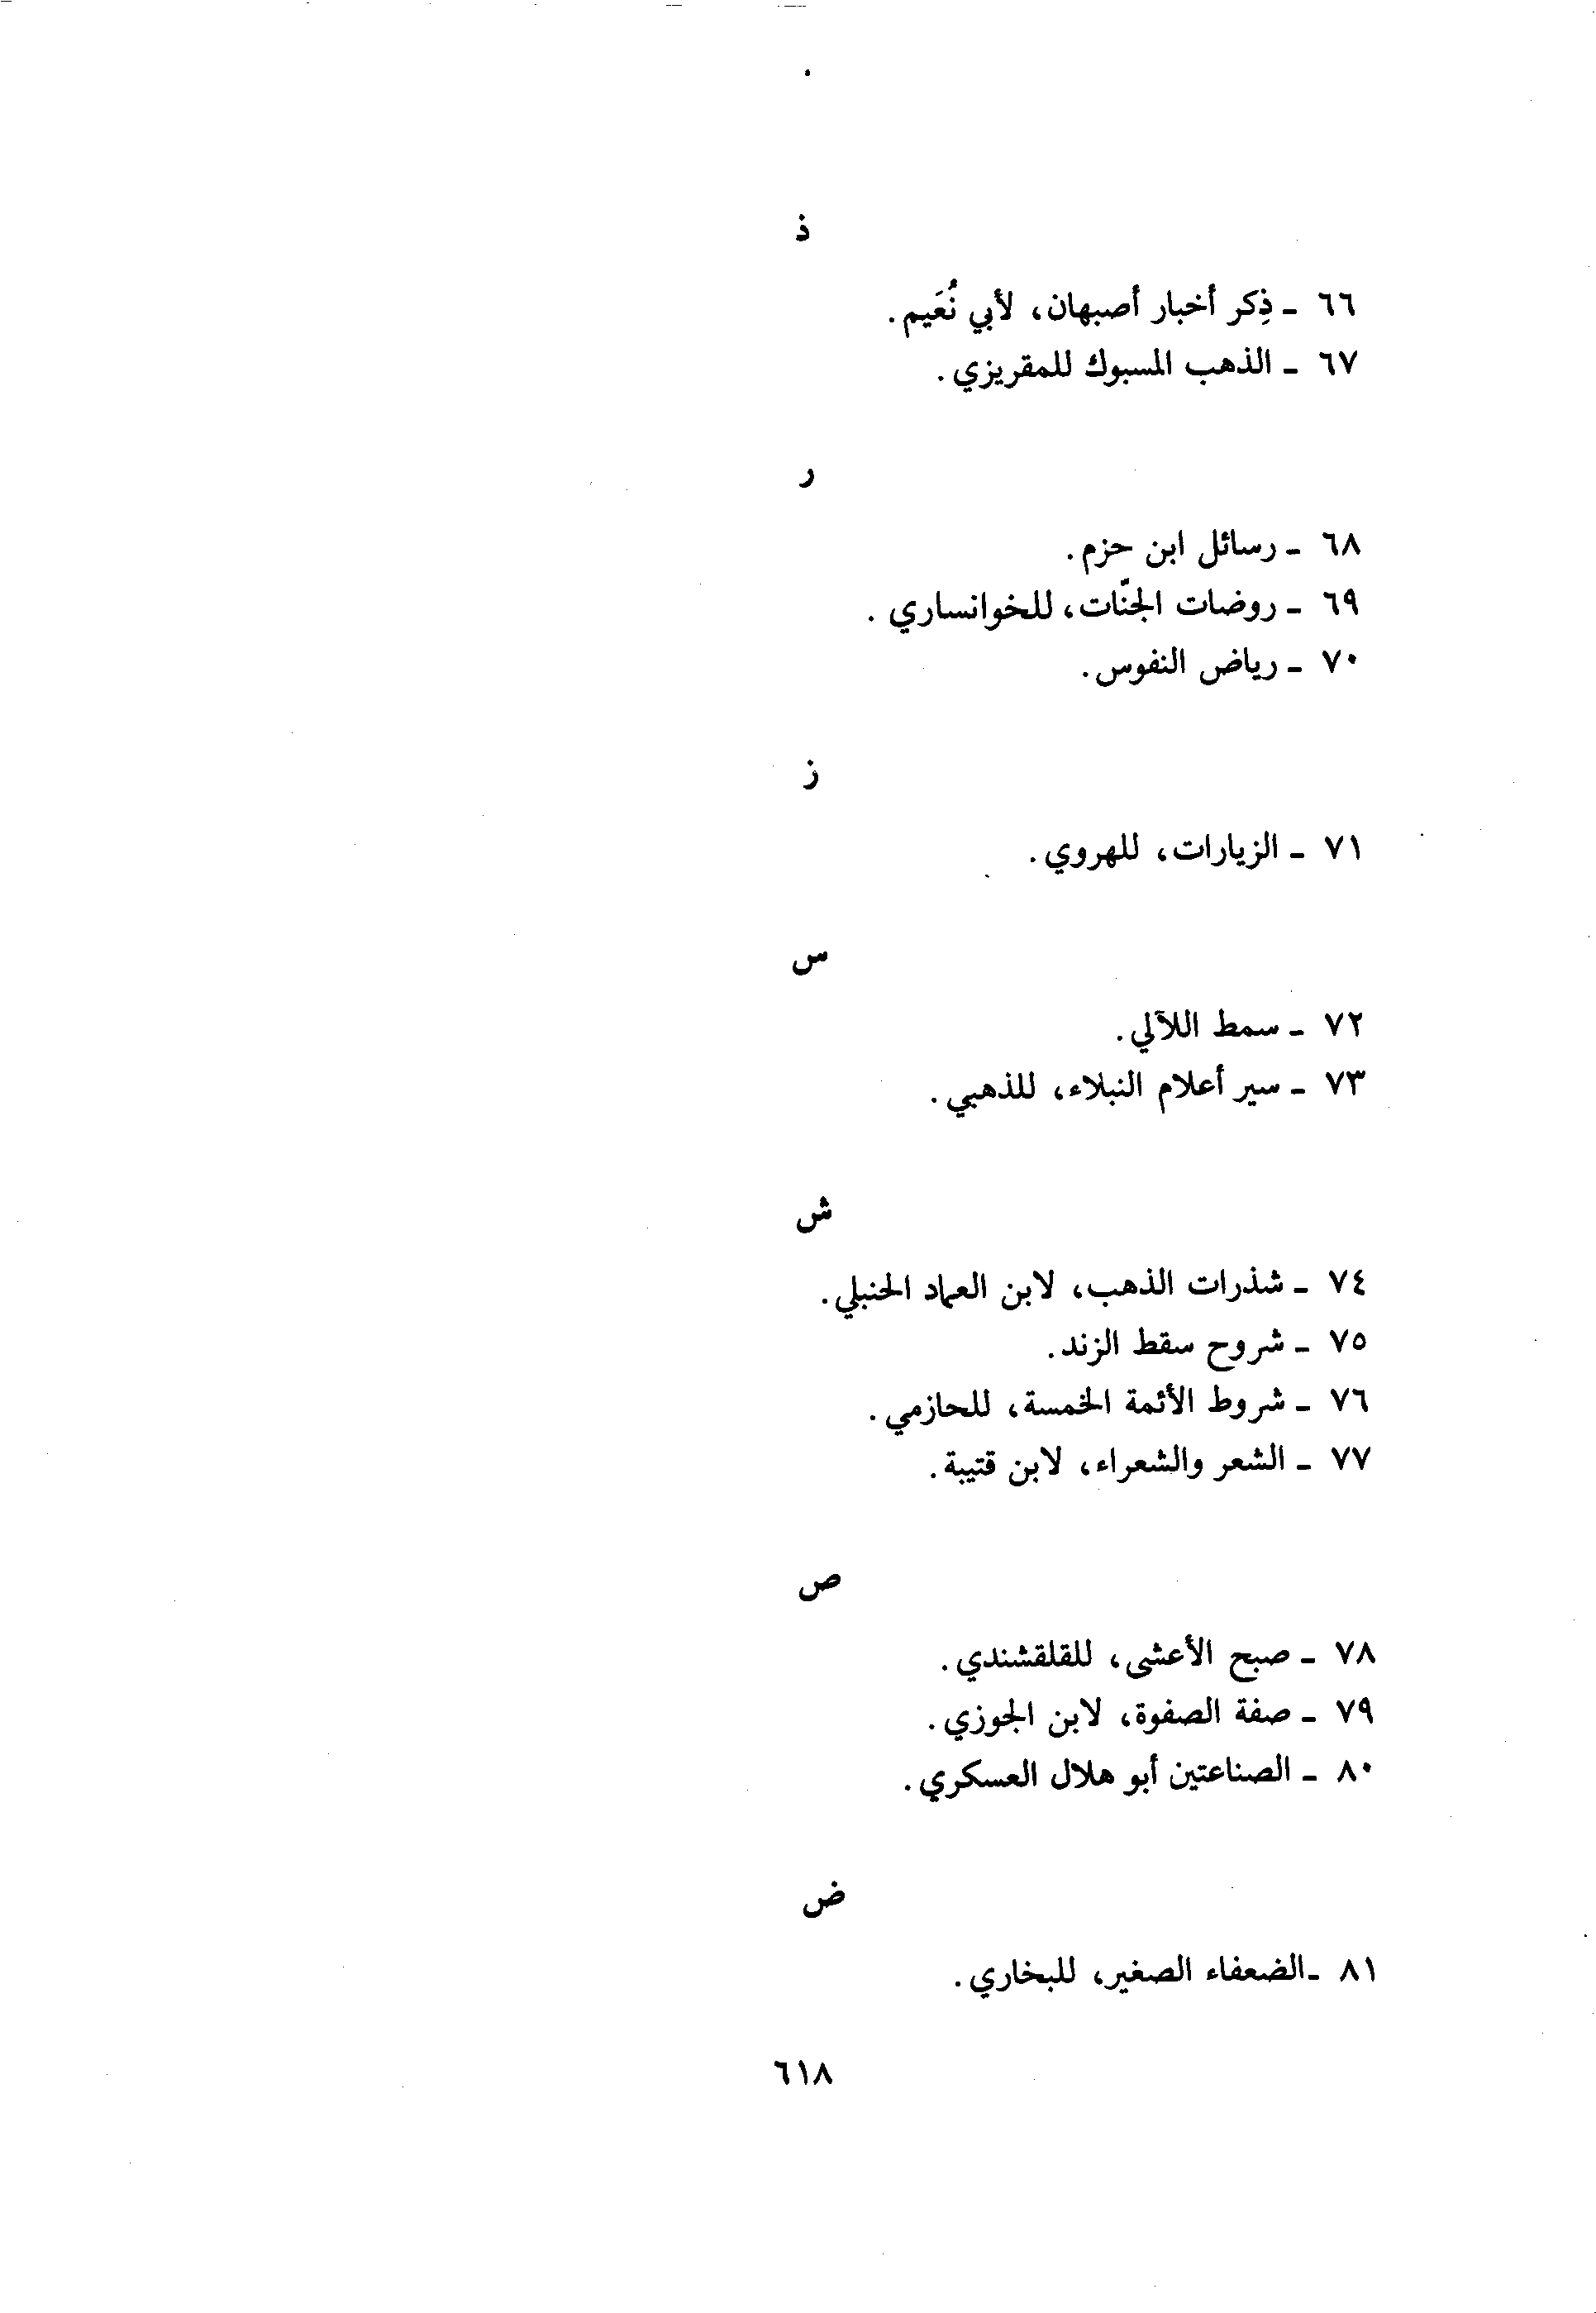 ذ
٦٦ - ذِكر أخبار أصبهان، لأبي نُعَيم.
٦٧ - الذهب المسبوك للمقريزي.
ر
٦٨ - رسائل ابن حزم.
٦٩ - روضات الجنّات، للخوانساري.
٧٠ - رياض النفوس.
ز
٧١ - الزيارات، للهروي.
س
٧٢ - سمط اللآلي.
٧٣ - سير أعلام النبلاء، للذهبي.
ش
٧٤ - شذرات الذهب، لابن العماد الحنبلي.
٧٥ - شروح سقط الزند.
٧٦ - شروط الأئمة الخمسة، للحازمي.
٧٧ - الشعر والشعراء، لابن قتيبة.
ص
٧٨ - صبح الأعشى، للقلقشندي.
٧٩ - صفة الصفوة، لابن الجوزي.
٨٠ - الصناعتين أبو هلال العسكري.
ض
٨١ -الضعفاء الصغير، للبخاري.
٦١٨